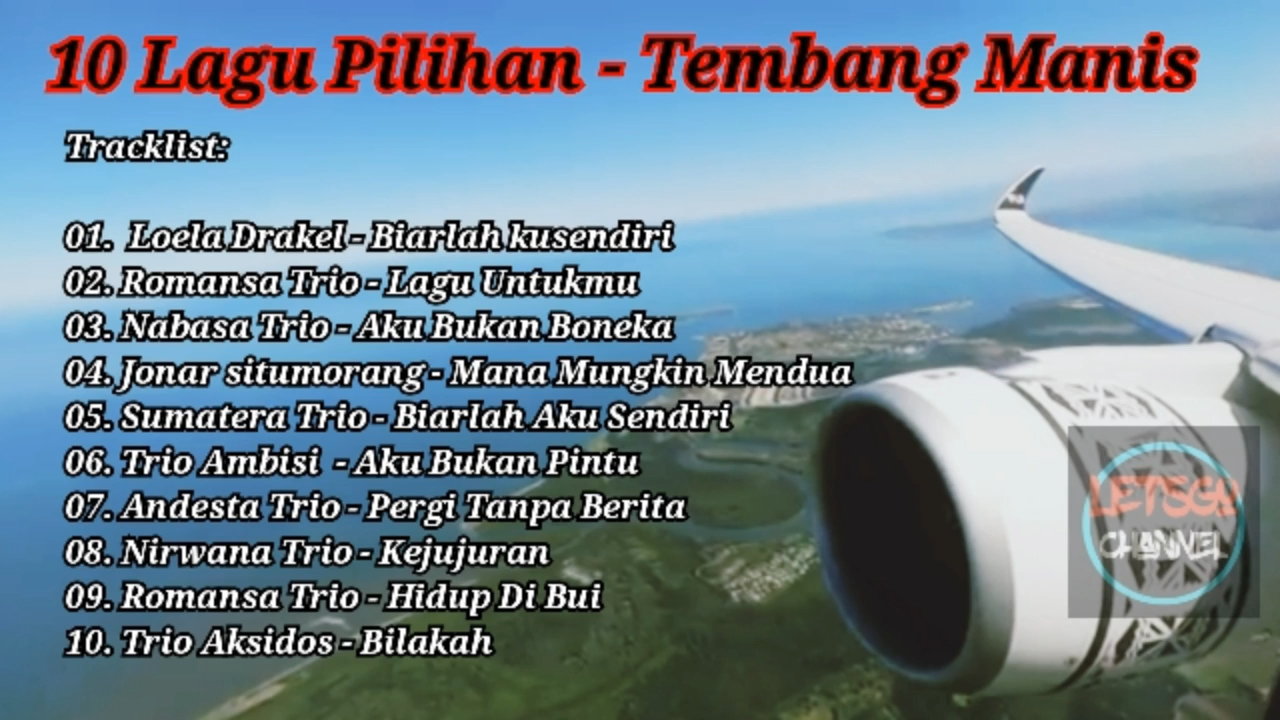 10 Lagu Pilihan - Tembang Manis
Tracklist:
01. Loela Drakel - Biarlah kusendiri
02. Romansa Trio - Lagu Untukmu
03. Nabasa Trio - Aku Bukan Boneka
04. Jonar situmorang - Mana Mungkin Mendua
05. Sumatera Trio - Biarlah Aku Sendiri
06. Trio Ambisi - Aku Bukan Pintu
07. Andesta Trio - Pergi Tanpa Berita
08. Nirwana Trio - Kejujuran
09. Romansa Trio - Hidup Di Bui
10. Trio Aksidos - Bilakah
CHANNEL